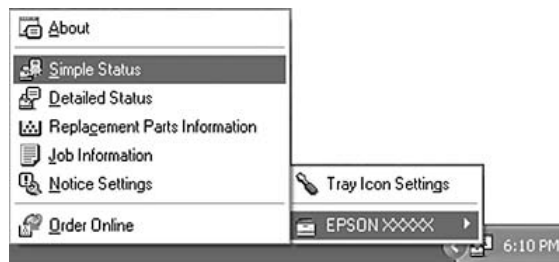 About
Simple Status
Detailed Status
Replacement Parts Information
Job Information
Notice Settings
Order Online
Tray Icon Settings
EPSON XXXXX
6:10 PM